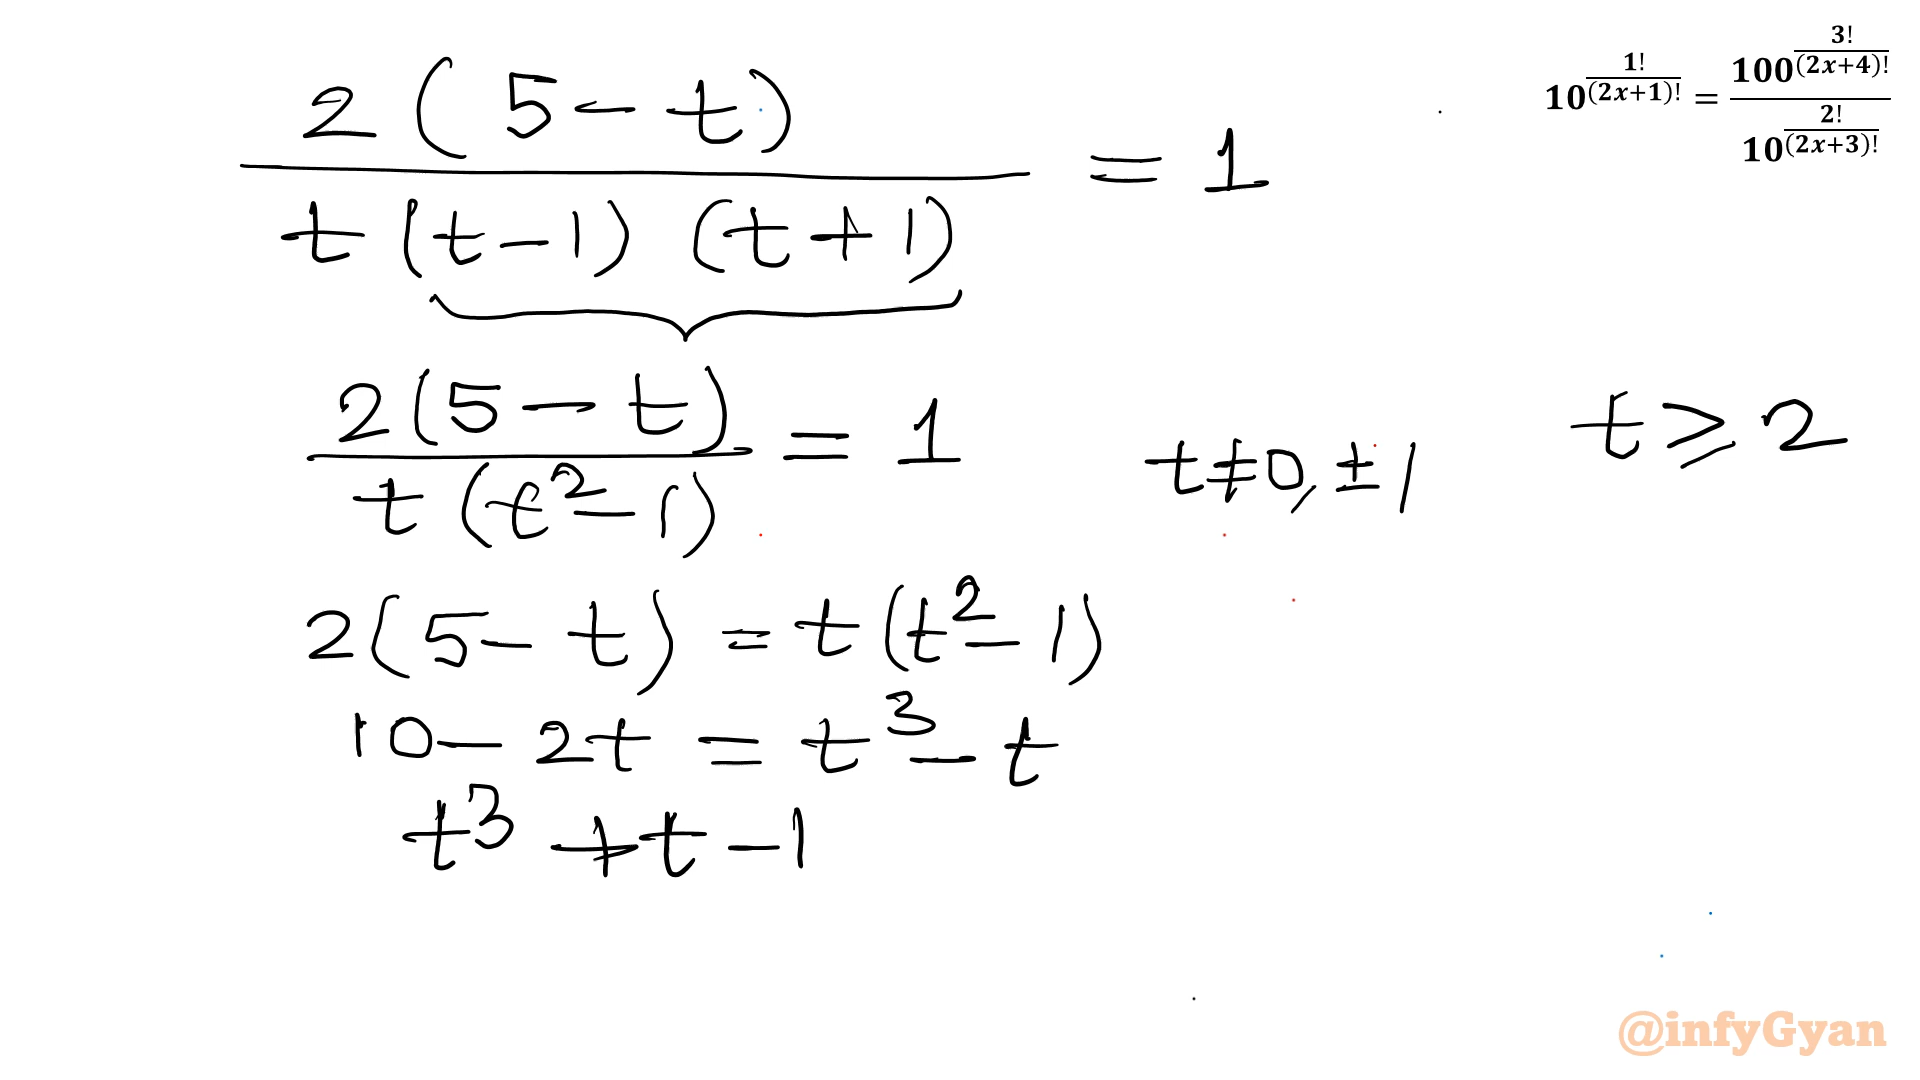 10^(1!/(2x+1)!) = 100^(3!/(2x+4)!) / 10^(2!/(2x+3)!)
2(5-t) / t(t-1)(t+1) = 1
2(5-t) / t(t²-1) = 1 t≠0, ±1 t ≥ 2
2(5-t) = t(t²-1)
10-2t = t³-t
t³+t-1
@infyGyan